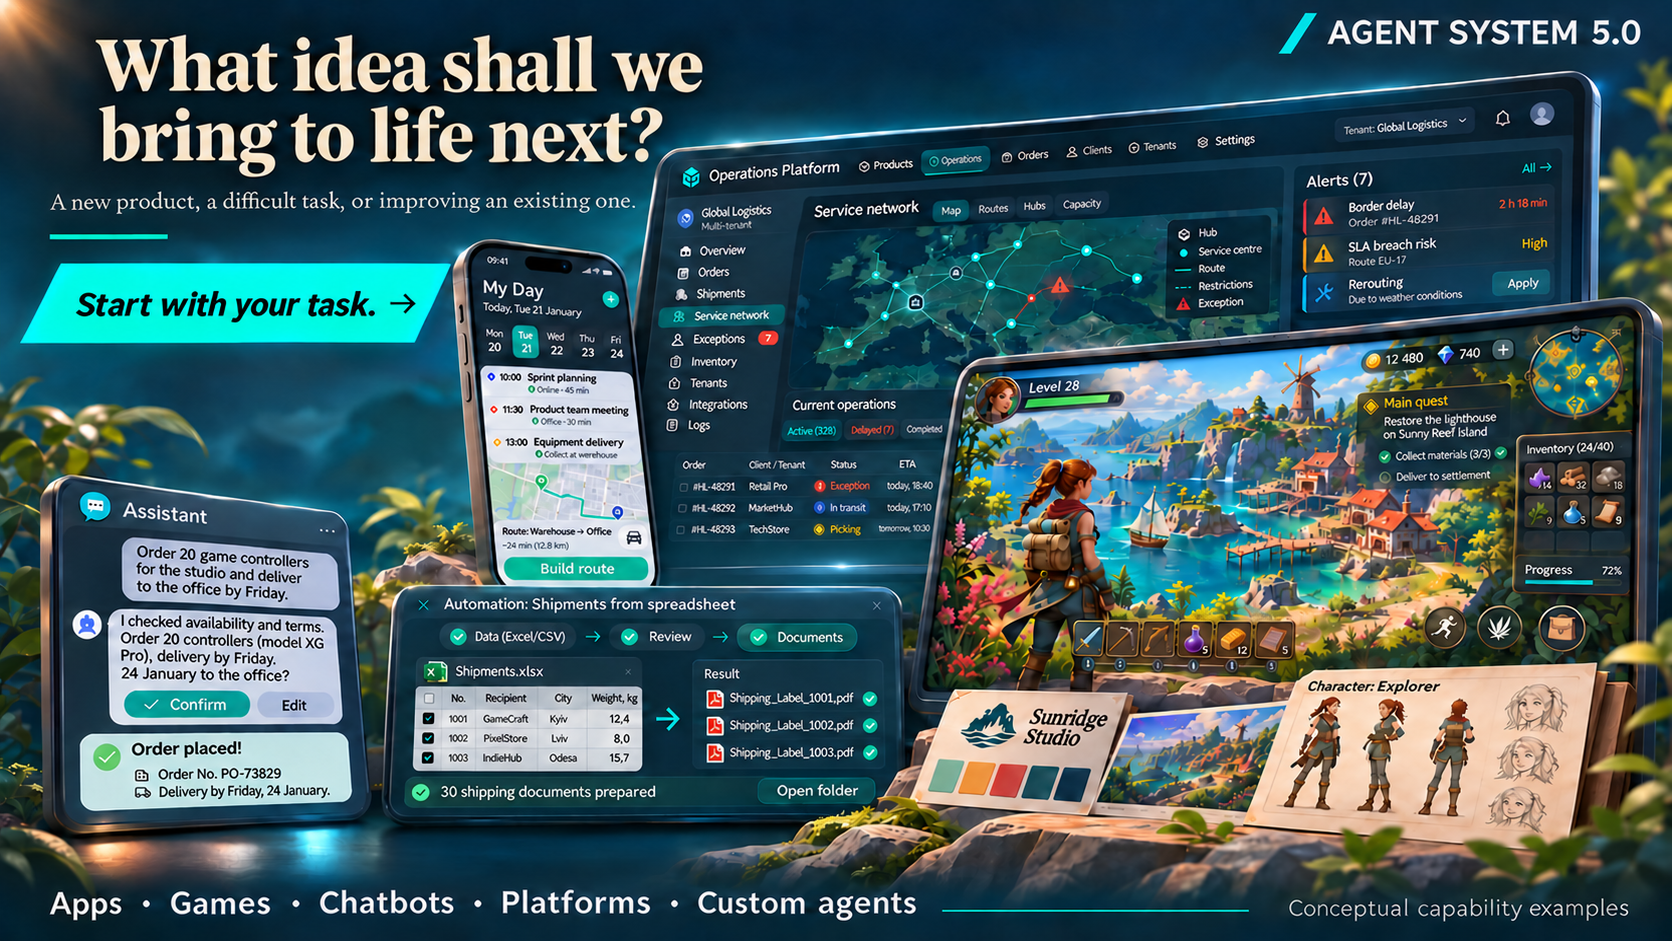 What idea shall we
bring to life next?
A new product, a difficult task, or improving an existing one.
Start with your task. →
AGENT SYSTEM 5.0
Operations Platform
Products
Operations
Orders
Clients
Tenants
Settings
Tenant: Global Logistics
Global Logistics
Multi-tenant
Overview
Orders
Shipments
Service network
Exceptions
7
Inventory
Tenants
Integrations
Logs
Service network
Map
Routes
Hubs
Capacity
Hub
Service centre
Route
Restrictions
Exception
Alerts (7)
All →
Border delay
2 h 18 min
Order #HL-48291
SLA breach risk
High
Route EU-17
Rerouting
Due to weather conditions
Apply
Current operations
Active (328)
Delayed (7)
Completed
Order Client / Tenant Status ETA
#HL-48291 Retail Pro Exception today, 18:40
#HL-48292 MarketHub In transit today, 17:10
#HL-48293 TechStore Picking tomorrow, 10:30
09:41
My Day
Today, Tue 21 January
Mon Tue Wed Thu Fri
20 21 22 23 24
10:00 Sprint planning
Online · 45 min
11:30 Product team meeting
Office · 30 min
13:00 Equipment delivery
Collect at werehouse
Route: Warehouse → Office
~24 min (12.8 km)
Build route
Level 28
12 480
740
Main quest
Restore the lighthouse
on Sunny Reef Island
Collect materials (3/3)
Deliver to settlement
Inventory (24/40)
14 32 18
9 5 9
Progress 72%
5 12 5
Assistant
Order 20 game controllers
for the studio and deliver
to the office by Friday.
I checked availability and terms.
Order 20 controllers (model XG
Pro), delivery by Friday.
24 January to the office?
Confirm
Edit
Order placed!
Order No. PO-73829
Delivery by Friday, 24 January.
Automation: Shipments from spreadsheet
Data (Excel/CSV) → Review → Documents
Shipments.xlsx
No. Recipient City Weight, kg
1001 GameCraft Kyiv 12,4
1002 PixelStore Lviv 8,0
1003 IndieHub Odesa 15,7
Result
Shipping_Label_1001,pdf
Shipping_Label_1002,pdf
Shipping_Label_1003,pdf
30 shipping documents prepared
Open folder
Sunridge
Studio
Character: Explorer
Apps · Games · Chatbots · Platforms · Custom agents
Conceptual capability examples